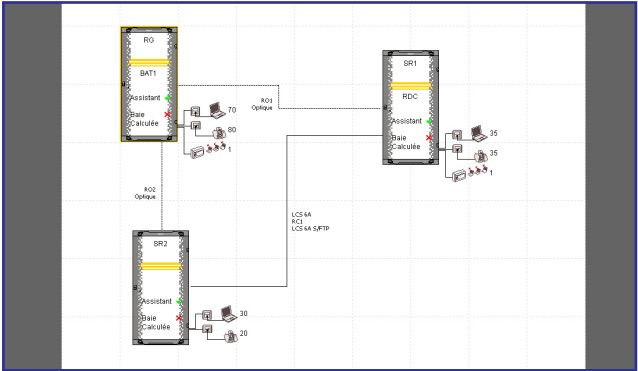 RG
BAT1
Assistant
Baie
Calculée
70
80
1
RO1
Optique
SR1
RDC
Assistant
Baie
Calculée
35
35
1
RO2
Optique
LCS 6A
RC1
LCS 6A S/FTP
SR2
Assistant
Baie
Calculée
30
20